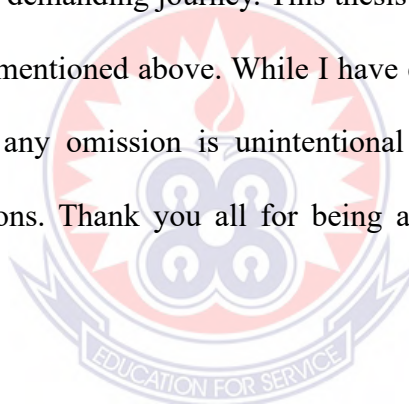 demanding journey. This thesis
mentioned above. While I have
any omission is unintentional
ons. Thank you all for being a
EDUCATION FOR SERVICE